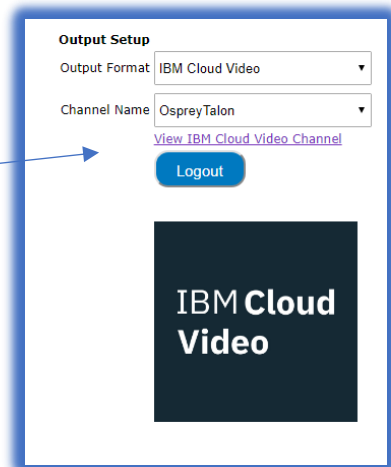 Output Setup
Output Format IBM Cloud Video
Channel Name OspreyTalon
View IBM Cloud Video Channel
Logout
IBM Cloud
Video